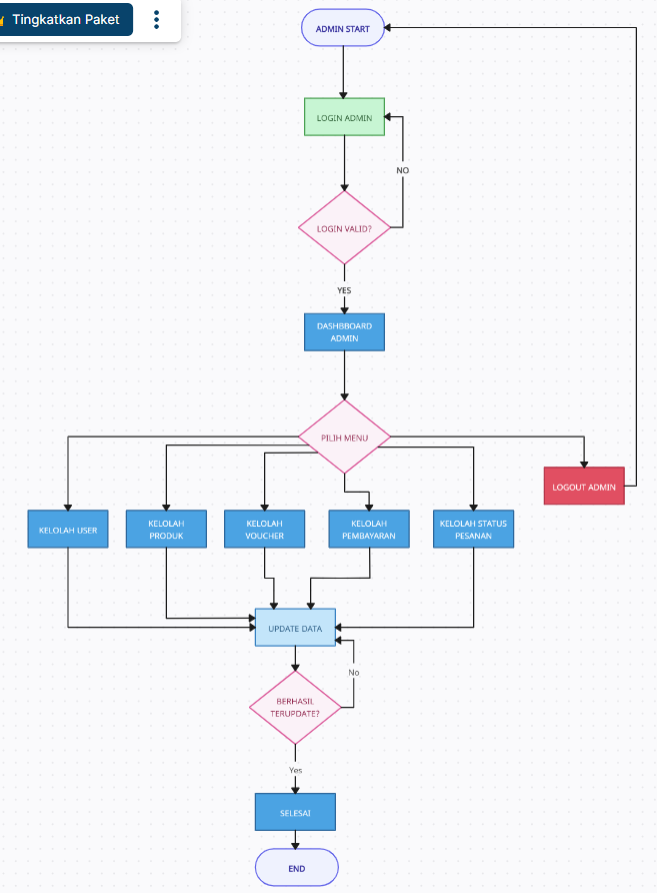 Tingkatkan Paket
ADMIN START
LOGIN ADMIN
NO
LOGIN VALID?
YES
DASHBBOARD
ADMIN
PILIH MENU
LOGOUT ADMIN
KELOLAH USER
KELOLAH
PRODUK
KELOLAH
VOUCHER
KELOLAH
PEMBAYARAN
KELOLAH STATUS
PESANAN
UPDATE DATA
No
BERHASIL
TERUPDATE?
Yes
SELESAI
END